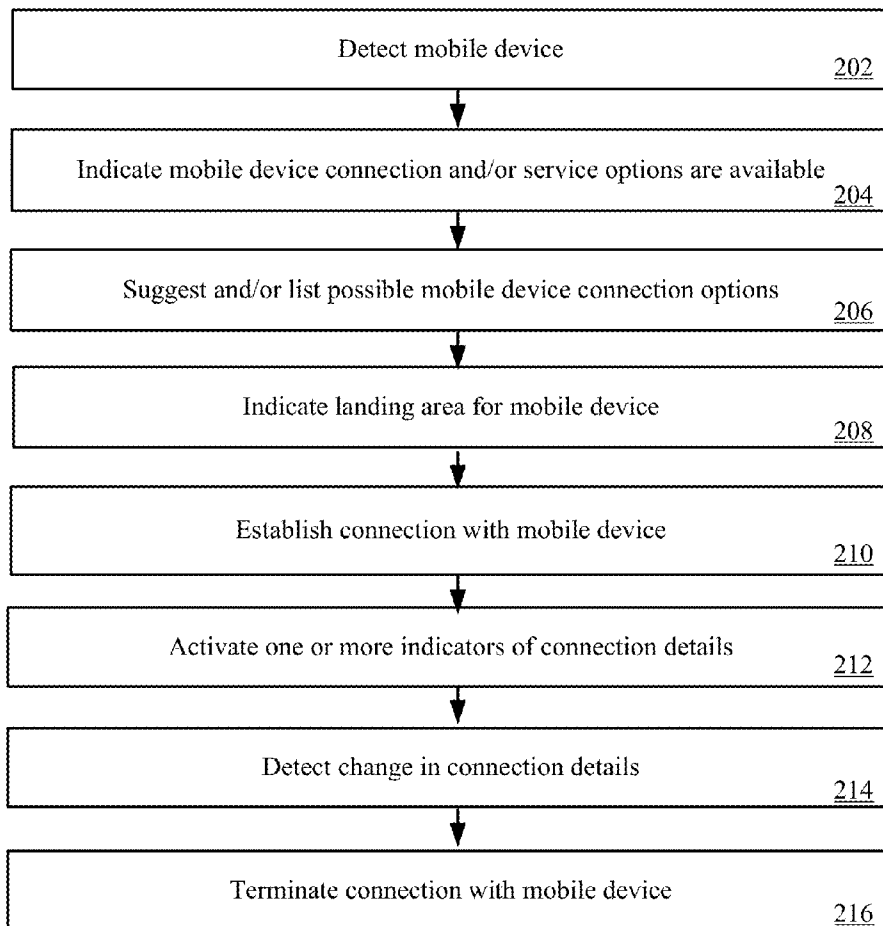 Detect mobile device
202
Indicate mobile device connection and/or service options are available
204
Suggest and/or list possible mobile device connection options
206
Indicate landing area for mobile device
208
Establish connection with mobile device
210
Activate one or more indicators of connection details
212
Detect change in connection details
214
Terminate connection with mobile device
216